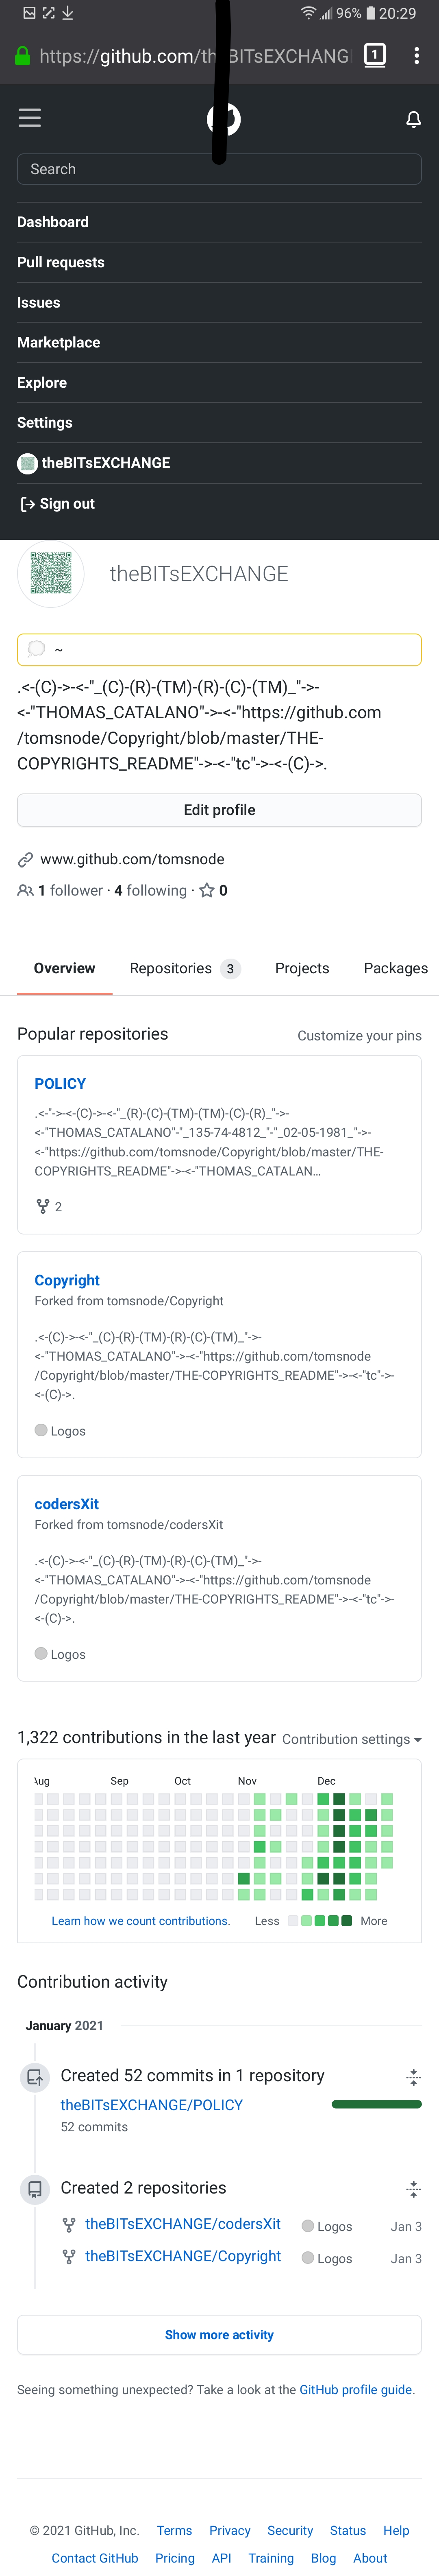 96% 20:29
https://github.com/th BITsEXCHANG
1
Search
Dashboard
Pull requests
Issues
Marketplace
Explore
Settings
theBITsEXCHANGE
Sign out
theBITsEXCHANGE
~
.<-(C)->-<-"_(C)-(R)-(TM)-(R)-(C)-(TM)_"->-
<-"THOMAS_CATALANO"->-<-"https://github.com
/tomsnode/Copyright/blob/master/THE-
COPYRIGHTS_README"->-<-"tc"->-<-(C)->.
Edit profile
www.github.com/tomsnode
1 follower · 4 following · 0
Overview Repositories 3 Projects Packages
Popular repositories Customize your pins
POLICY
.<-"->-<-(C)->-<-"_(R)-(C)-(TM)-(TM)-(C)-(R)_"->-
<-"THOMAS_CATALANO"-"_135-74-4812_"-"_02-05-1981_"->-
<-"https://github.com/tomsnode/Copyright/blob/master/THE-
COPYRIGHTS_README"->-<-"THOMAS_CATALAN...
2
Copyright
Forked from tomsnode/Copyright
.<-(C)->-<-"_(C)-(R)-(TM)-(R)-(C)-(TM)_"->-
<-"THOMAS_CATALANO"->-<-"https://github.com/tomsnode
/Copyright/blob/master/THE-COPYRIGHTS_README"->-<-"tc"->-
<-(C)->.
Logos
codersXit
Forked from tomsnode/codersXit
.<-(C)->-<-"_(C)-(R)-(TM)-(R)-(C)-(TM)_"->-
<-"THOMAS_CATALANO"->-<-"https://github.com/tomsnode
/Copyright/blob/master/THE-COPYRIGHTS_README"->-<-"tc"->-
<-(C)->.
Logos
1,322 contributions in the last year Contribution settings
Aug Sep Oct Nov Dec
Learn how we count contributions. Less More
Contribution activity
January 2021
Created 52 commits in 1 repository
theBITsEXCHANGE/POLICY
52 commits
Created 2 repositories
theBITsEXCHANGE/codersXit Logos Jan 3
theBITsEXCHANGE/Copyright Logos Jan 3
Show more activity
Seeing something unexpected? Take a look at the GitHub profile guide.
© 2021 GitHub, Inc. Terms Privacy Security Status Help
Contact GitHub Pricing API Training Blog About